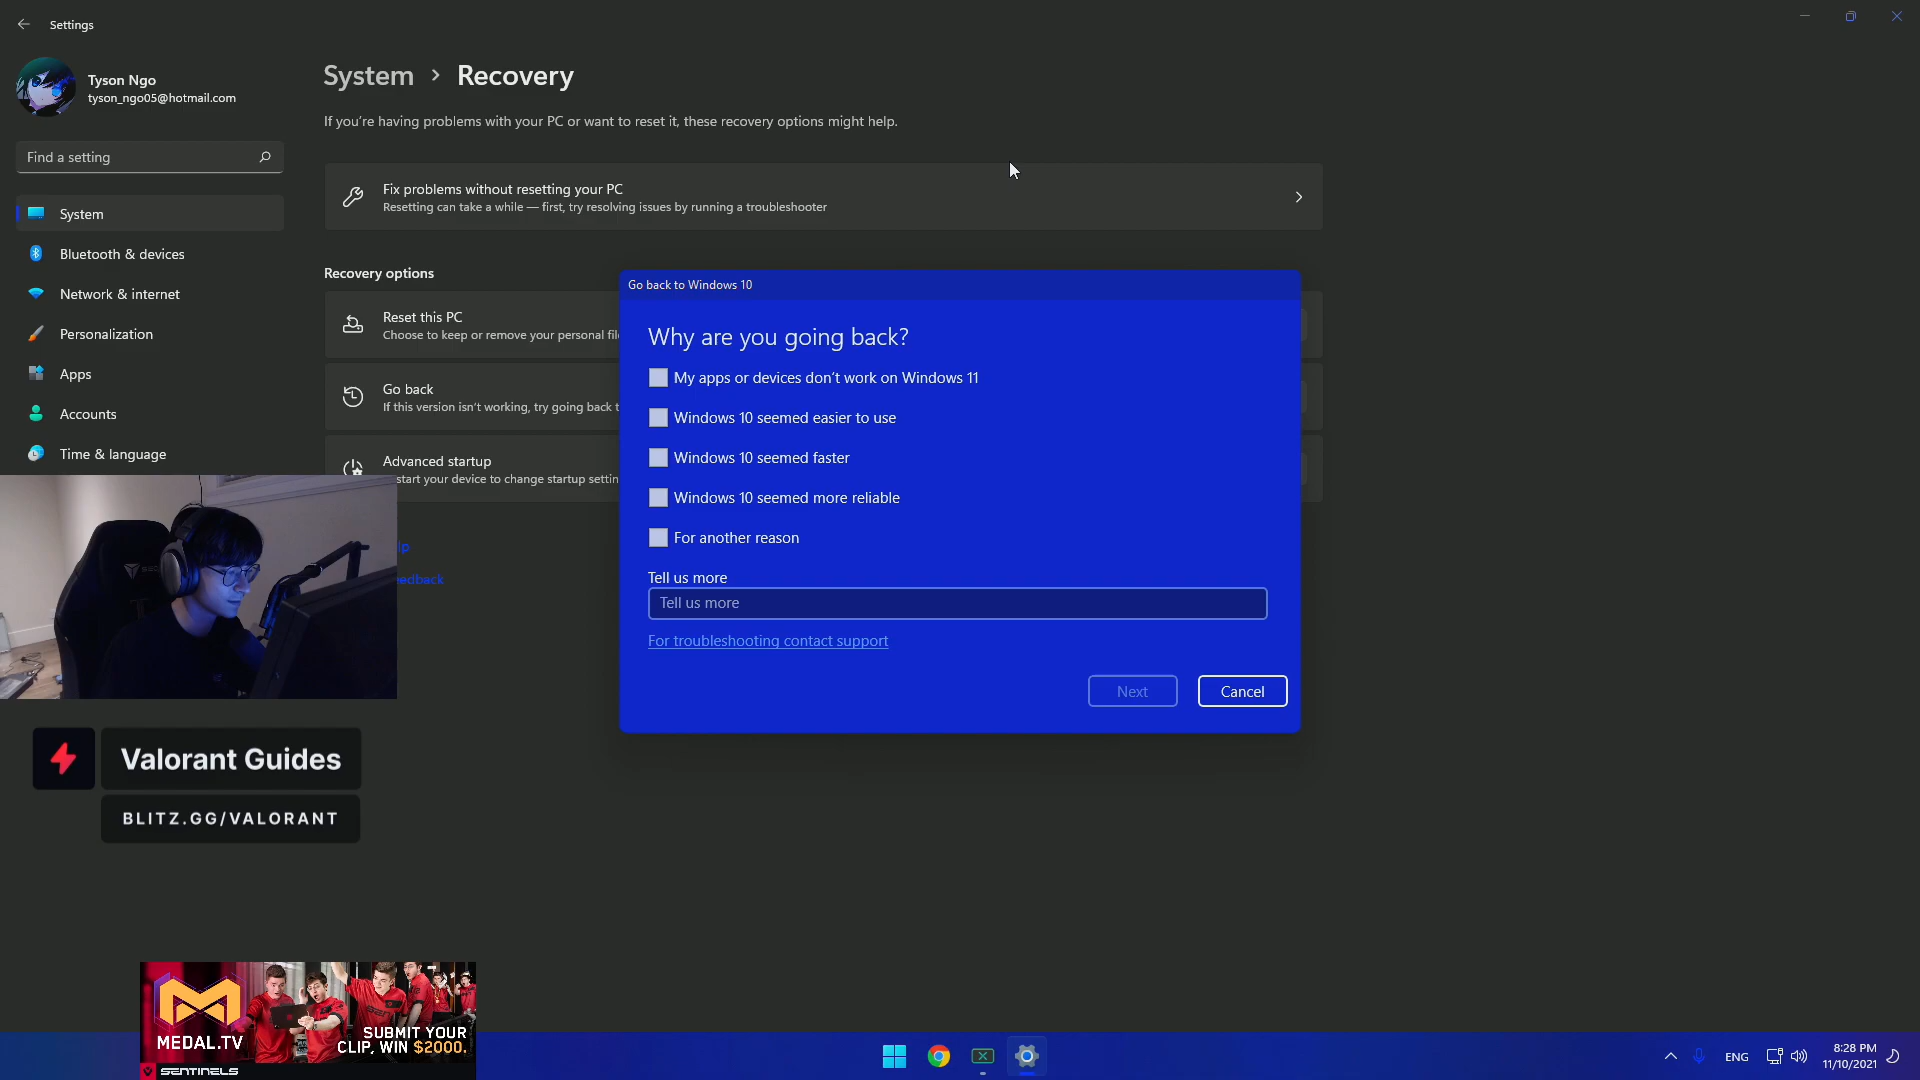 Settings
Tyson Ngo
tyson_ngo05@hotmail.com
Find a setting
System
Bluetooth & devices
Network & internet
Personalization
Apps
Accounts
Time & language
System > Recovery
If you're having problems with your PC or want to reset it, these recovery options might help.
Fix problems without resetting your PC
Resetting can take a while — first, try resolving issues by running a troubleshooter
Recovery options
Reset this PC
Choose to keep or remove your personal fil
Go back
If this version isn't working, try going back t
Advanced startup
start your device to change startup settin
lp
edback
Go back to Windows 10
Why are you going back?
My apps or devices don't work on Windows 11
Windows 10 seemed easier to use
Windows 10 seemed faster
Windows 10 seemed more reliable
For another reason
Tell us more
Tell us more
For troubleshooting contact support
Next
Cancel
Valorant Guides
BLITZ.GG/VALORANT
MEDAL.TV
SUBMIT YOUR
CLIP, WIN $2000.
SENTINELS
ENG
8:28 PM
11/10/2021